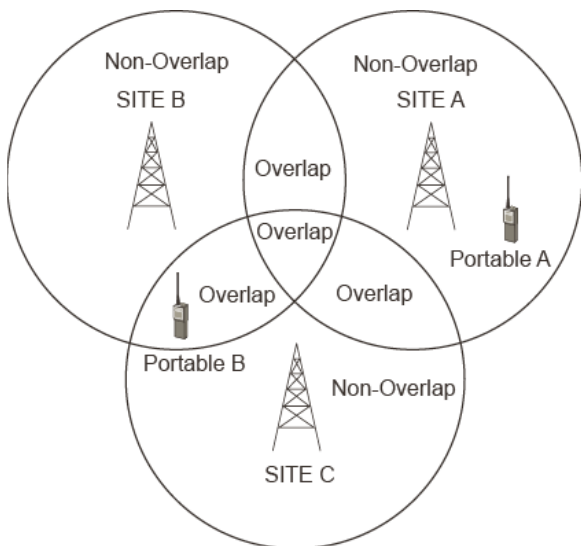 Non-Overlap
SITE B
Non-Overlap
SITE A
Overlap
Overlap
Portable A
Overlap
Overlap
Portable B
Non-Overlap
SITE C